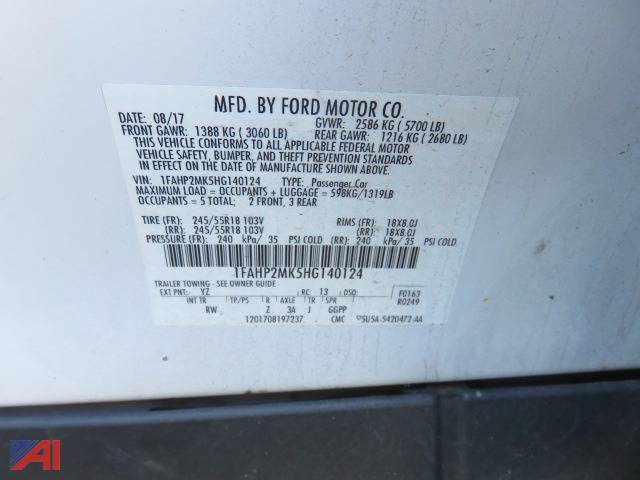 MFD. BY FORD MOTOR CO.
DATE: 08/17 GVWR: 2586 KG ( 5700 LB)
FRONT GAWR: 1388 KG ( 3060 LB) REAR GAWR: 1216 KG ( 2680 LB)
THIS VEHICLE CONFORMS TO ALL APPLICABLE FEDERAL MOTOR
VEHICLE SAFETY, BUMPER, AND THEFT PREVENTION STANDARDS
IN EFFECT ON THE DATE OF MANUFACTURE SHOWN ABOVE.
VIN: 1FAHP2MK5HG140124 TYPE: Passenger Car
MAXIMUM LOAD = OCCUPANTS + LUGGAGE = 598KG/1319LB
OCCUPANTS = 5 TOTAL; 2 FRONT, 3 REAR
TIRE (FR): 245/55R18 103V RIMS (FR): 18X8.0J
(RR): 245/55R18 103V (RR): 18X8.0J
PRESSURE (FR): 240 kPa/ 35 PSI COLD (RR): 240 kPa/ 35 PSI COLD
1FAHP2MK5HG140124
TRAILER TOWING - SEE OWNER GUIDE
EXT PNT: YZ RC: 13 DSO: F0163
INT TR TP/PS R AXLE TR SPR R0249
RW Z 3A J GGPP
1201708197237 CMC 5U5A-5420472-AA
AI